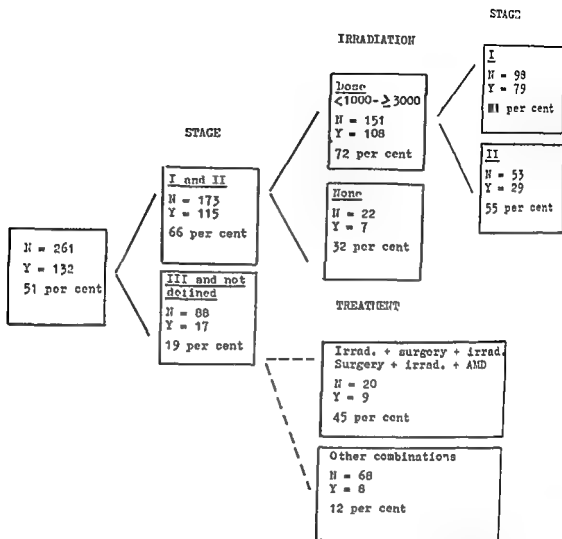 STAGE
IRRADIATION
I
N = 98
Y = 79
per cent
Dose
<1000-≥3000
N = 151
Y = 108
72 per cent
II
N = 53
Y = 29
55 per cent
STAGE
I and II
N = 173
Y = 115
66 per cent
None
N = 22
Y = 7
32 per cent
N = 261
Y = 132
51 per cent
III and not
defined
N = 88
Y = 17
19 per cent
TREATMENT
Irrad. + surgery + irrad.
Surgery + irrad. + AMD
N = 20
Y = 9
45 per cent
Other combinations
N = 68
Y = 8
12 per cent